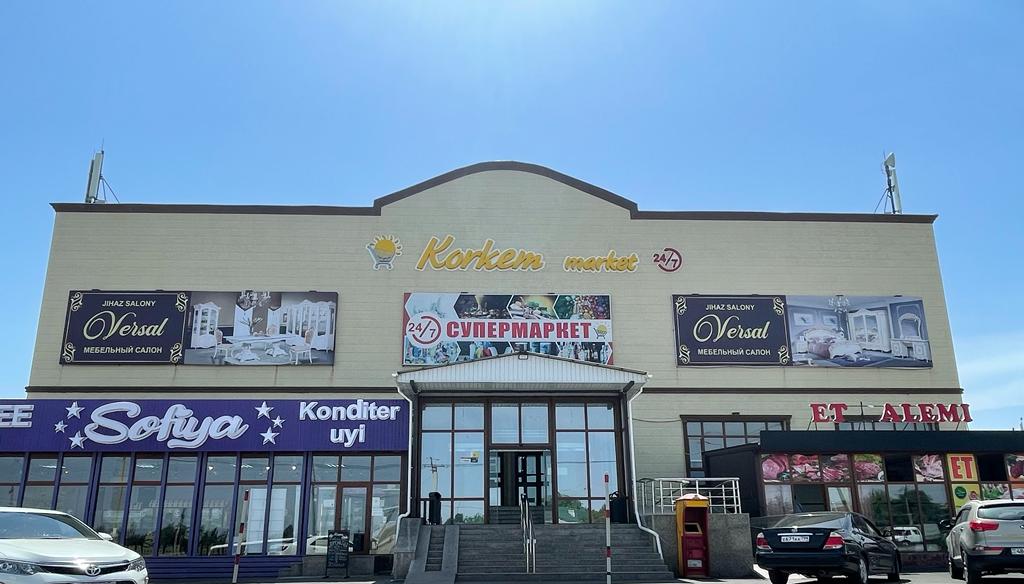 Korkem market 24/7
JIHAZ SALONY
Versal
МЕБЕЛЬНЫЙ САЛОН
24/7 СУПЕРМАРКЕТ
JIHAZ SALONY
Versal
МЕБЕЛЬНЫЙ САЛОН
EE
Sofiya
Konditer
uyi
ET ALEMI
ET